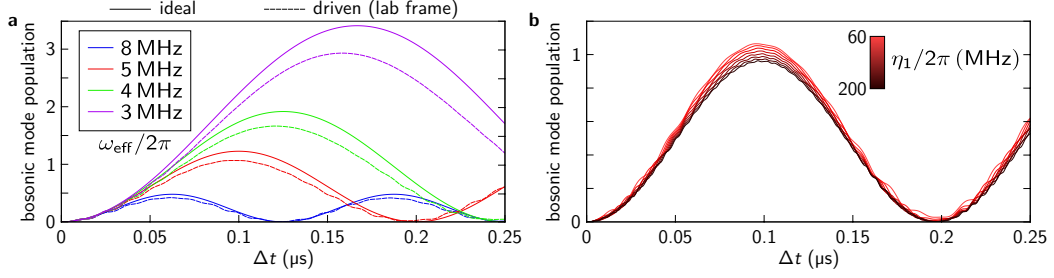 ideal driven (lab frame)
a
bosonic mode population
3
2
1
0
8 MHz
5 MHz
4 MHz
3 MHz
ω_eff/2π
0 0.05 0.1 0.15 0.2 0.25
Δt (μs)
b
bosonic mode population
1
0
60
200
η₁/2π (MHz)
0 0.05 0.1 0.15 0.2 0.25
Δt (μs)